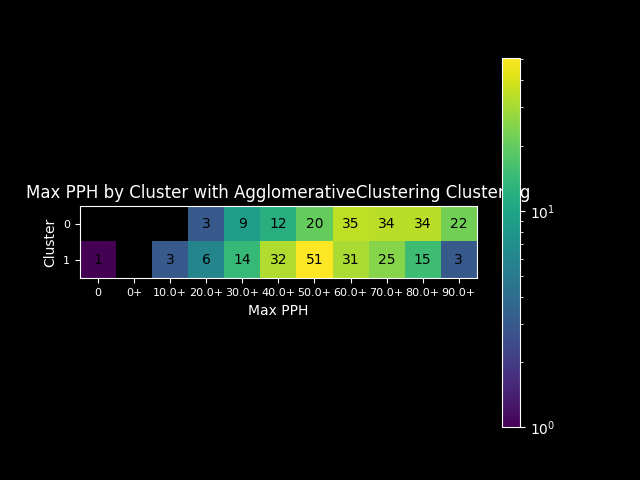 Max PPH by Cluster with AgglomerativeClustering Clustering
Cluster
0 3 9 12 20 35 34 34 22
1 1 3 6 14 32 51 31 25 15 3
0 0+ 10.0+ 20.0+ 30.0+ 40.0+ 50.0+ 60.0+ 70.0+ 80.0+ 90.0+
Max PPH
10¹
10⁰